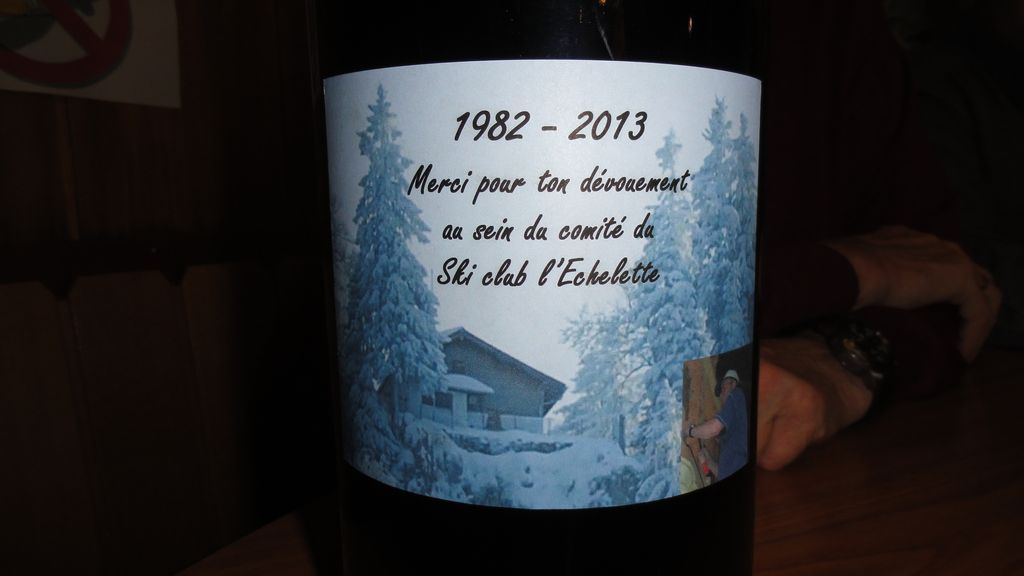 1982 - 2013
Merci pour ton dévouement
au sein du comité du
Ski club l'Echelette